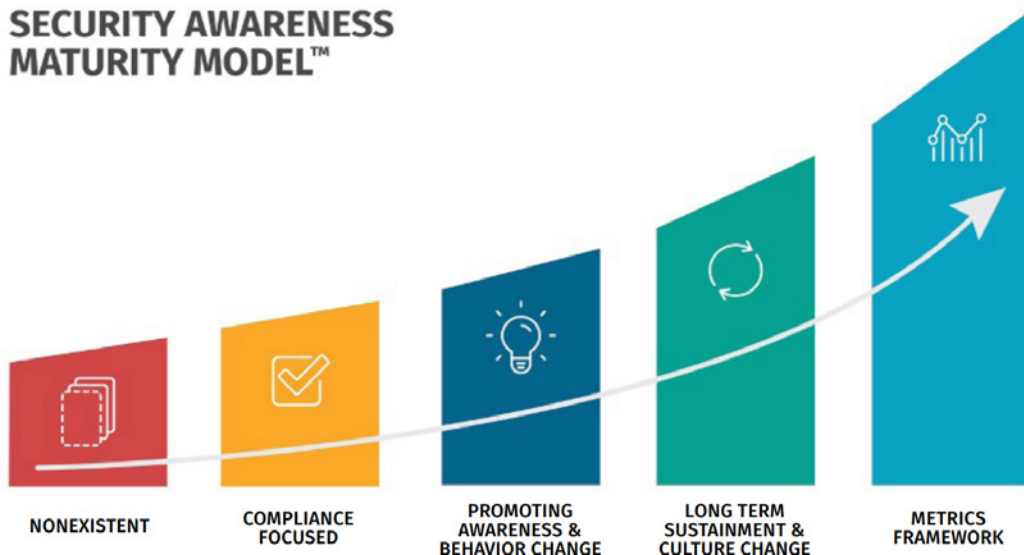 SECURITY AWARENESS
MATURITY MODEL™
NONEXISTENT
COMPLIANCE
FOCUSED
PROMOTING
AWARENESS &
BEHAVIOR CHANGE
LONG TERM
SUSTAINMENT &
CULTURE CHANGE
METRICS
FRAMEWORK